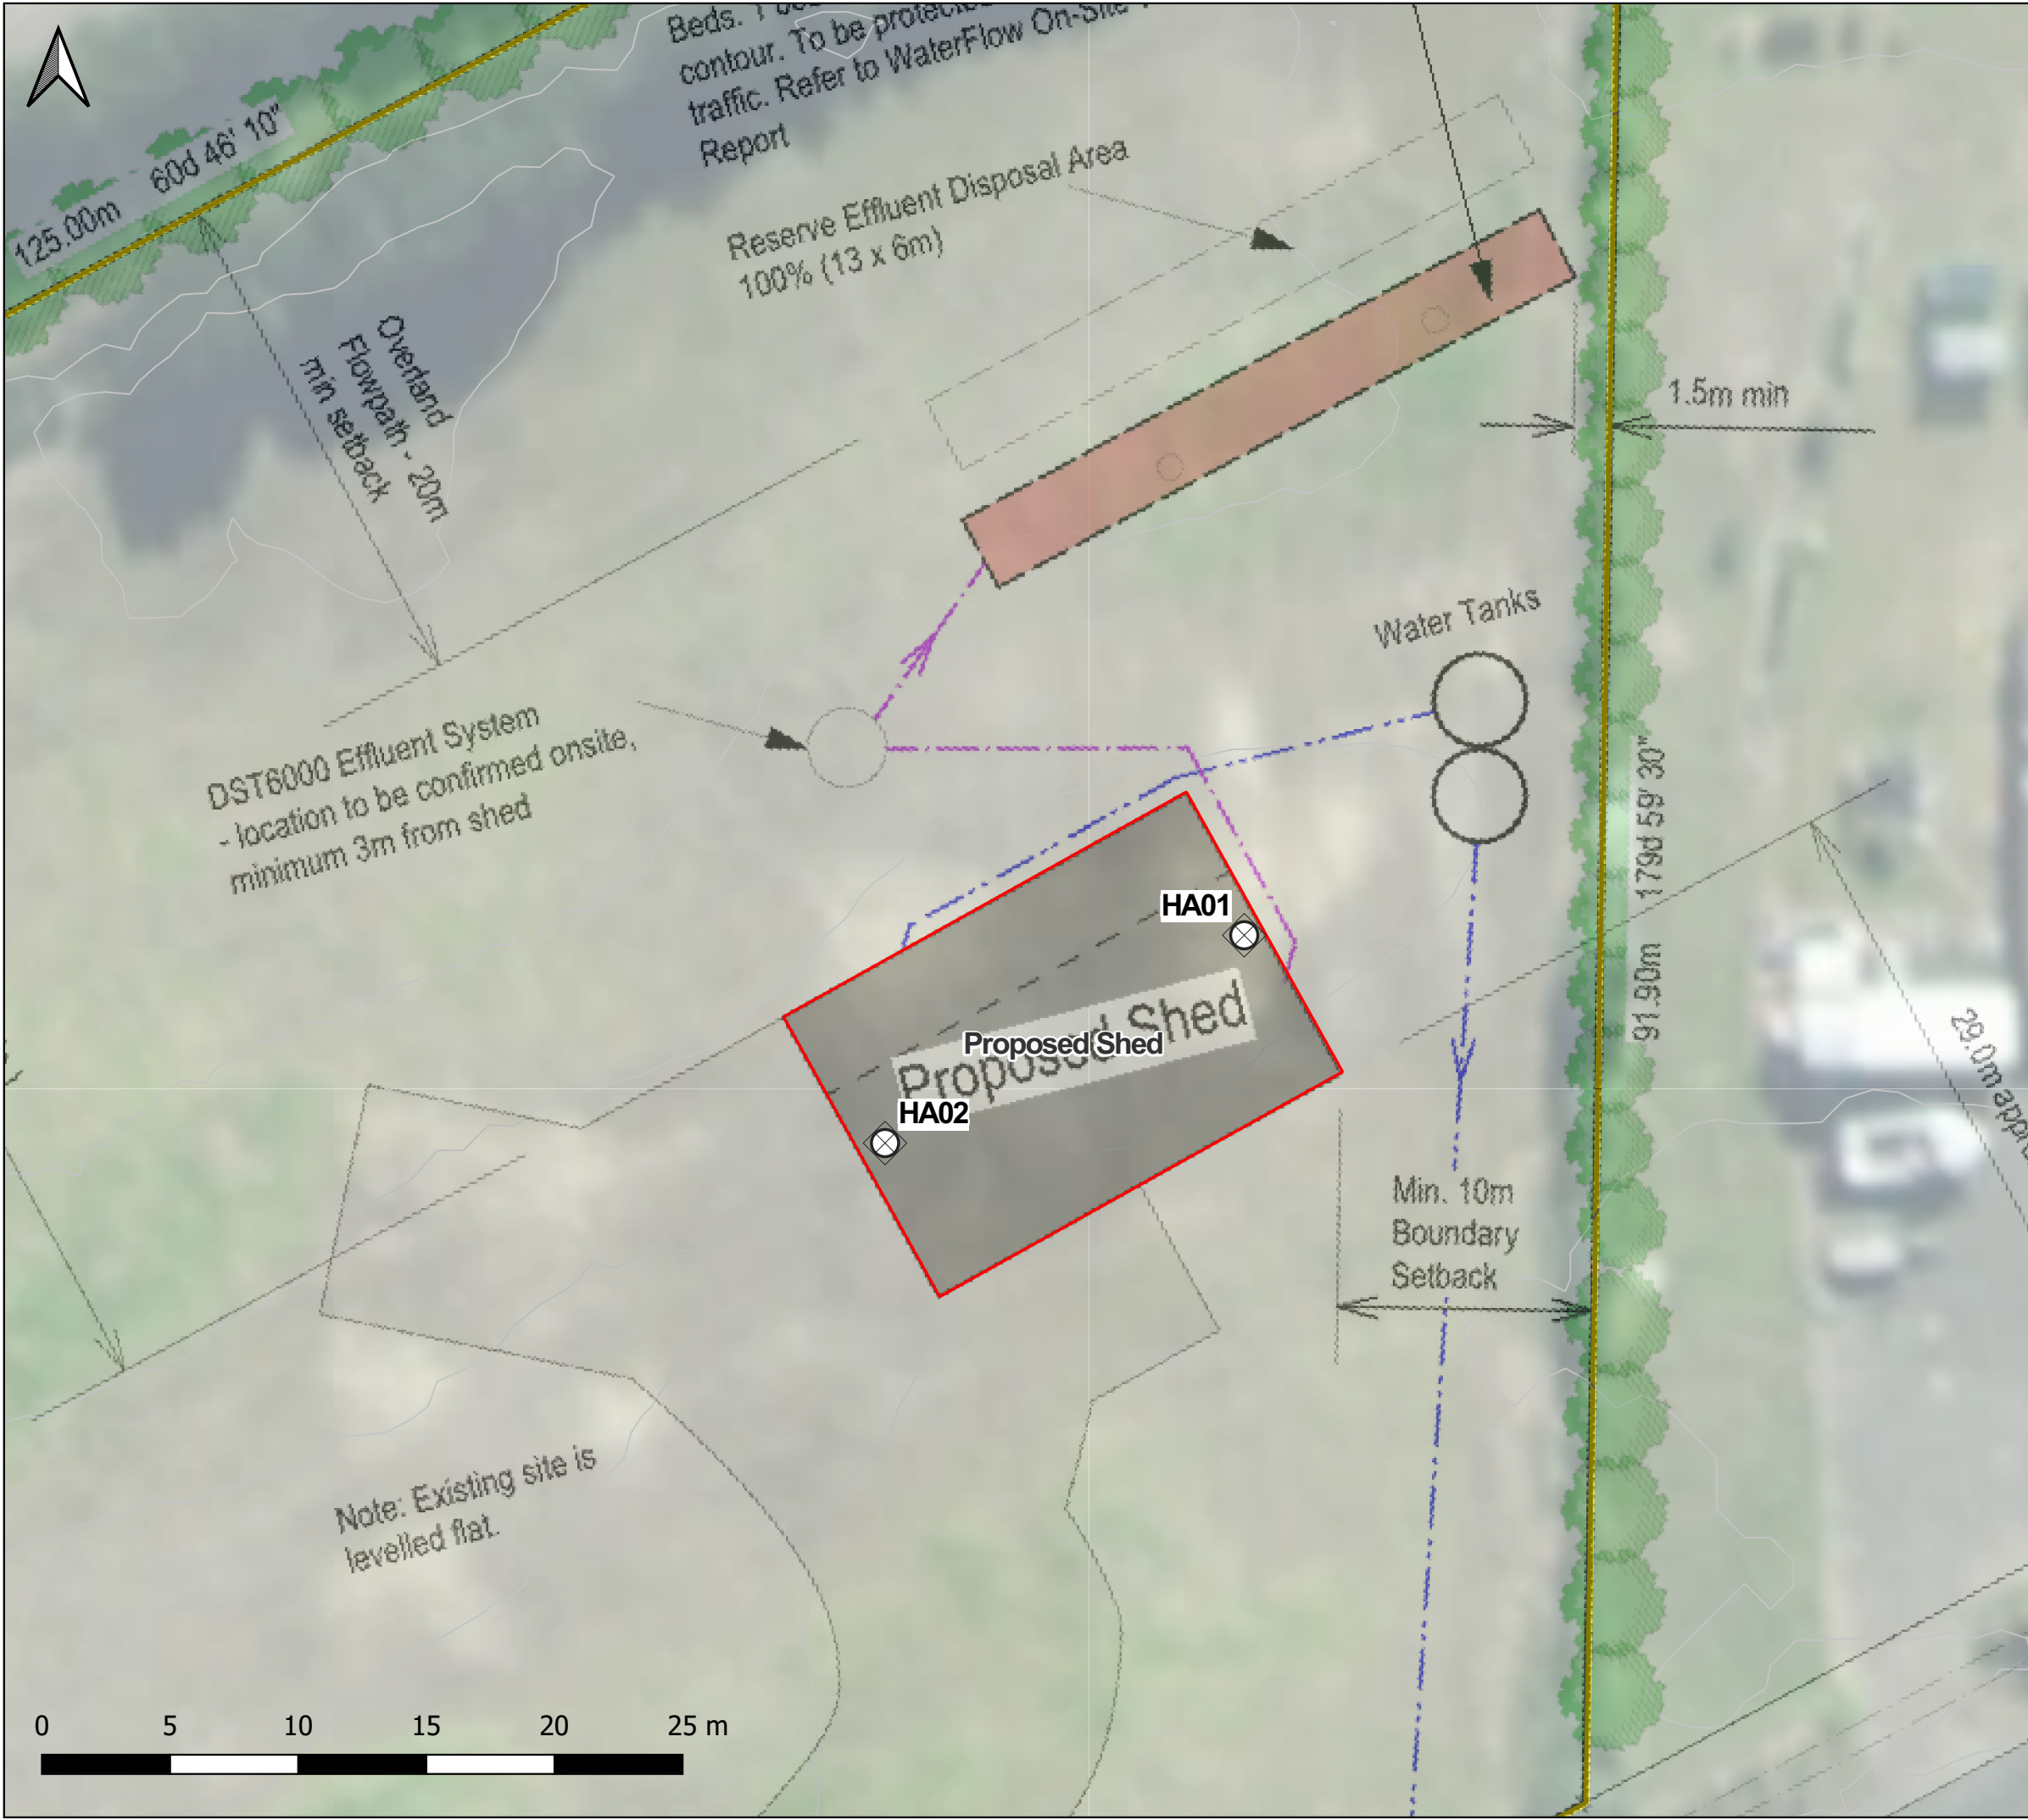 Beds. 1
contour. To be protected
traffic. Refer to WaterFlow On-Site
Report
60d 46' 10"
125.00m
Reserve Effluent Disposal Area
100% (13 x 6m)
Overland
Flowpath - 20m
min setback
1.5m min
Water Tanks
DST6000 Effluent System
- location to be confirmed onsite,
minimum 3m from shed
179d 59' 30"
91.90m
HA01
Proposed Shed
Proposed Shed
HA02
29.0m
Min. 10m
Boundary
Setback
Note: Existing site is
levelled flat.
0 5 10 15 20 25 m